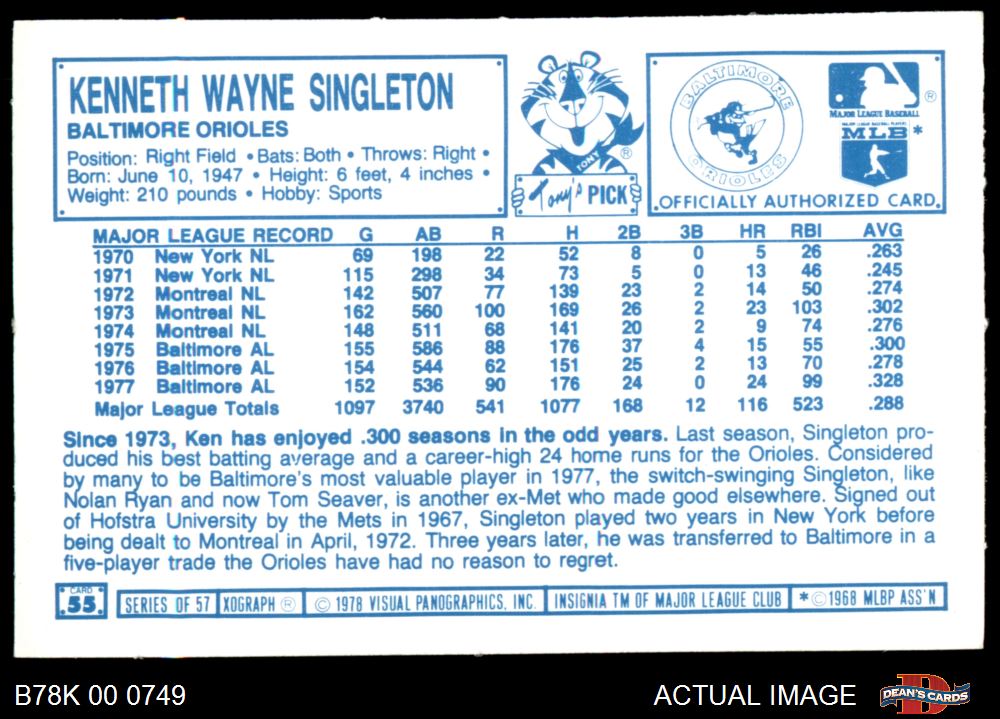 KENNETH WAYNE SINGLETON
BALTIMORE ORIOLES
Position: Right Field • Bats: Both • Throws: Right •
Born: June 10, 1947 • Height: 6 feet, 4 inches •
Weight: 210 pounds • Hobby: Sports
TONY
®
Tony's PICK
BALTIMORE
ORIOLES
®
MAJOR LEAGUE BASEBALL
MAJOR LEAGUE BASEBALL PLAYERS
MLB*
OFFICIALLY AUTHORIZED CARD
MAJOR LEAGUE RECORD G AB R H 2B 3B HR RBI AVG
1970 New York NL 69 198 22 52 8 0 5 26 .263
1971 New York NL 115 298 34 73 5 0 13 46 .245
1972 Montreal NL 142 507 77 139 23 2 14 50 .274
1973 Montreal NL 162 560 100 169 26 2 23 103 .302
1974 Montreal NL 148 511 68 141 20 2 9 74 .276
1975 Baltimore AL 155 586 88 176 37 4 15 55 .300
1976 Baltimore AL 154 544 62 151 25 2 13 70 .278
1977 Baltimore AL 152 536 90 176 24 0 24 99 .328
Major League Totals 1097 3740 541 1077 168 12 116 523 .288
Since 1973, Ken has enjoyed .300 seasons in the odd years. Last season, Singleton pro-
duced his best batting average and a career-high 24 home runs for the Orioles. Considered
by many to be Baltimore's most valuable player in 1977, the switch-swinging Singleton, like
Nolan Ryan and now Tom Seaver, is another ex-Met who made good elsewhere. Signed out
of Hofstra University by the Mets in 1967, Singleton played two years in New York before
being dealt to Montreal in April, 1972. Three years later, he was transferred to Baltimore in a
five-player trade the Orioles have had no reason to regret.
CARD
55
SERIES OF 57 XOGRAPH ® © 1978 VISUAL PANOGRAPHICS, INC. INSIGNIA TM OF MAJOR LEAGUE CLUB * © 1968 MLBP ASS'N
B78K 00 0749
ACTUAL IMAGE
DEAN'S CARDS